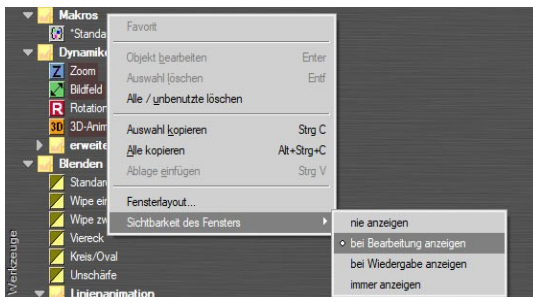 Makros
"Standa
Dynamik
Z Zoom
Bildfeld
R Rotation
3D 3D-Anim
erweite
Blenden
Standar
Wipe ein
Wipe zw
Viereck
Kreis/Oval
Unschärfe
Linienanimation
Werkzeuge
Favorit
Objekt bearbeiten Enter
Auswahl löschen Entf
Alle / unbenutzte löschen
Auswahl kopieren Strg C
Alle kopieren Alt+Strg+C
Ablage einfügen Strg V
Fensterlayout...
Sichtbarkeit des Fensters
nie anzeigen
bei Bearbeitung anzeigen
bei Wiedergabe anzeigen
immer anzeigen